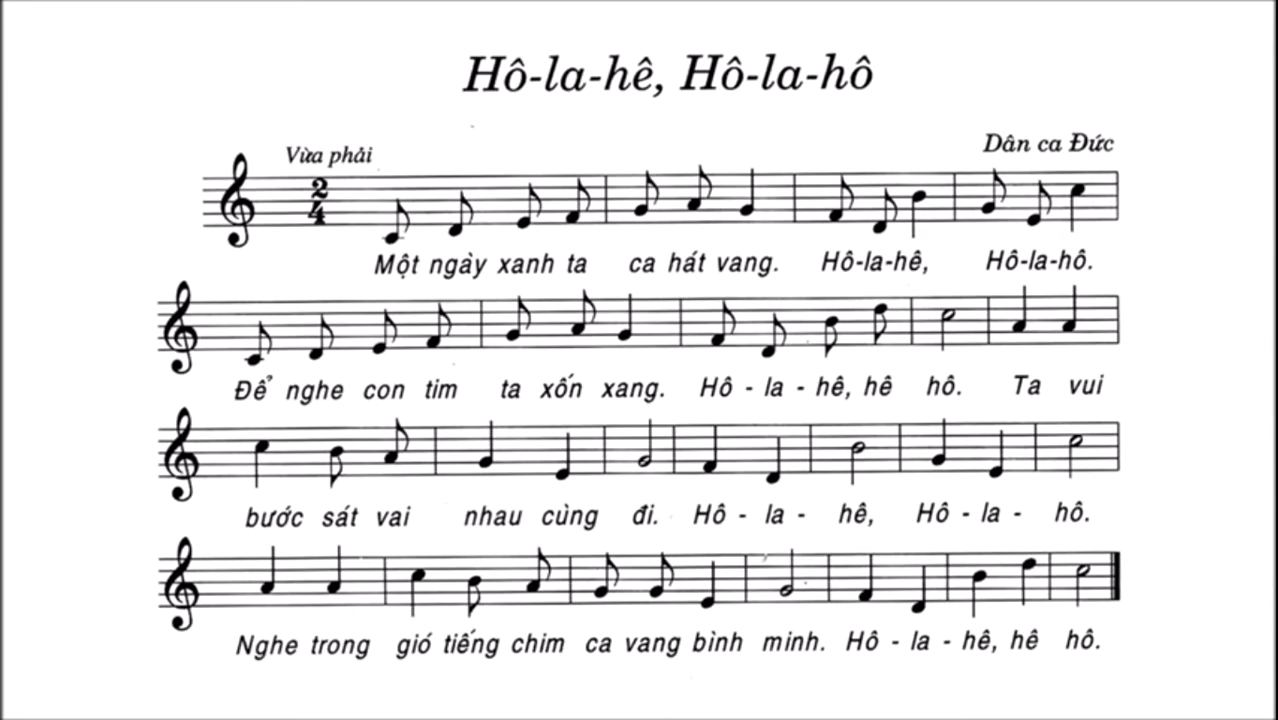 Hô-la-hê, Hô-la-hô
Vừa phải
Dân ca Đức
2
4
Một ngày xanh ta ca hát vang. Hô-la-hê, Hô-la-hô.
Để nghe con tim ta xốn xang. Hô - la - hê, hê hô. Ta vui
bước sát vai nhau cùng đi. Hô - la - hê, Hô - la - hô.
Nghe trong gió tiếng chim ca vang bình minh. Hô - la - hê, hê hô.